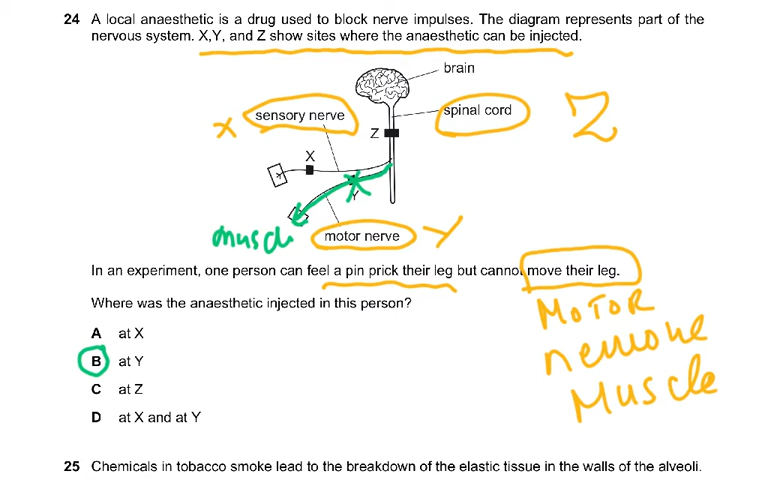 24 A local anaesthetic is a drug used to block nerve impulses. The diagram represents part of the
nervous system. X,Y, and Z show sites where the anaesthetic can be injected.
brain
X sensory nerve
spinal cord
Z
Z
X
Y
muscle
motor nerve
Y
In an experiment, one person can feel a pin prick their leg but cannot move their leg.
Where was the anaesthetic injected in this person?
MOTOR
neurone
Muscle
A at X
B at Y
C at Z
D at X and at Y
25 Chemicals in tobacco smoke lead to the breakdown of the elastic tissue in the walls of the alveoli.